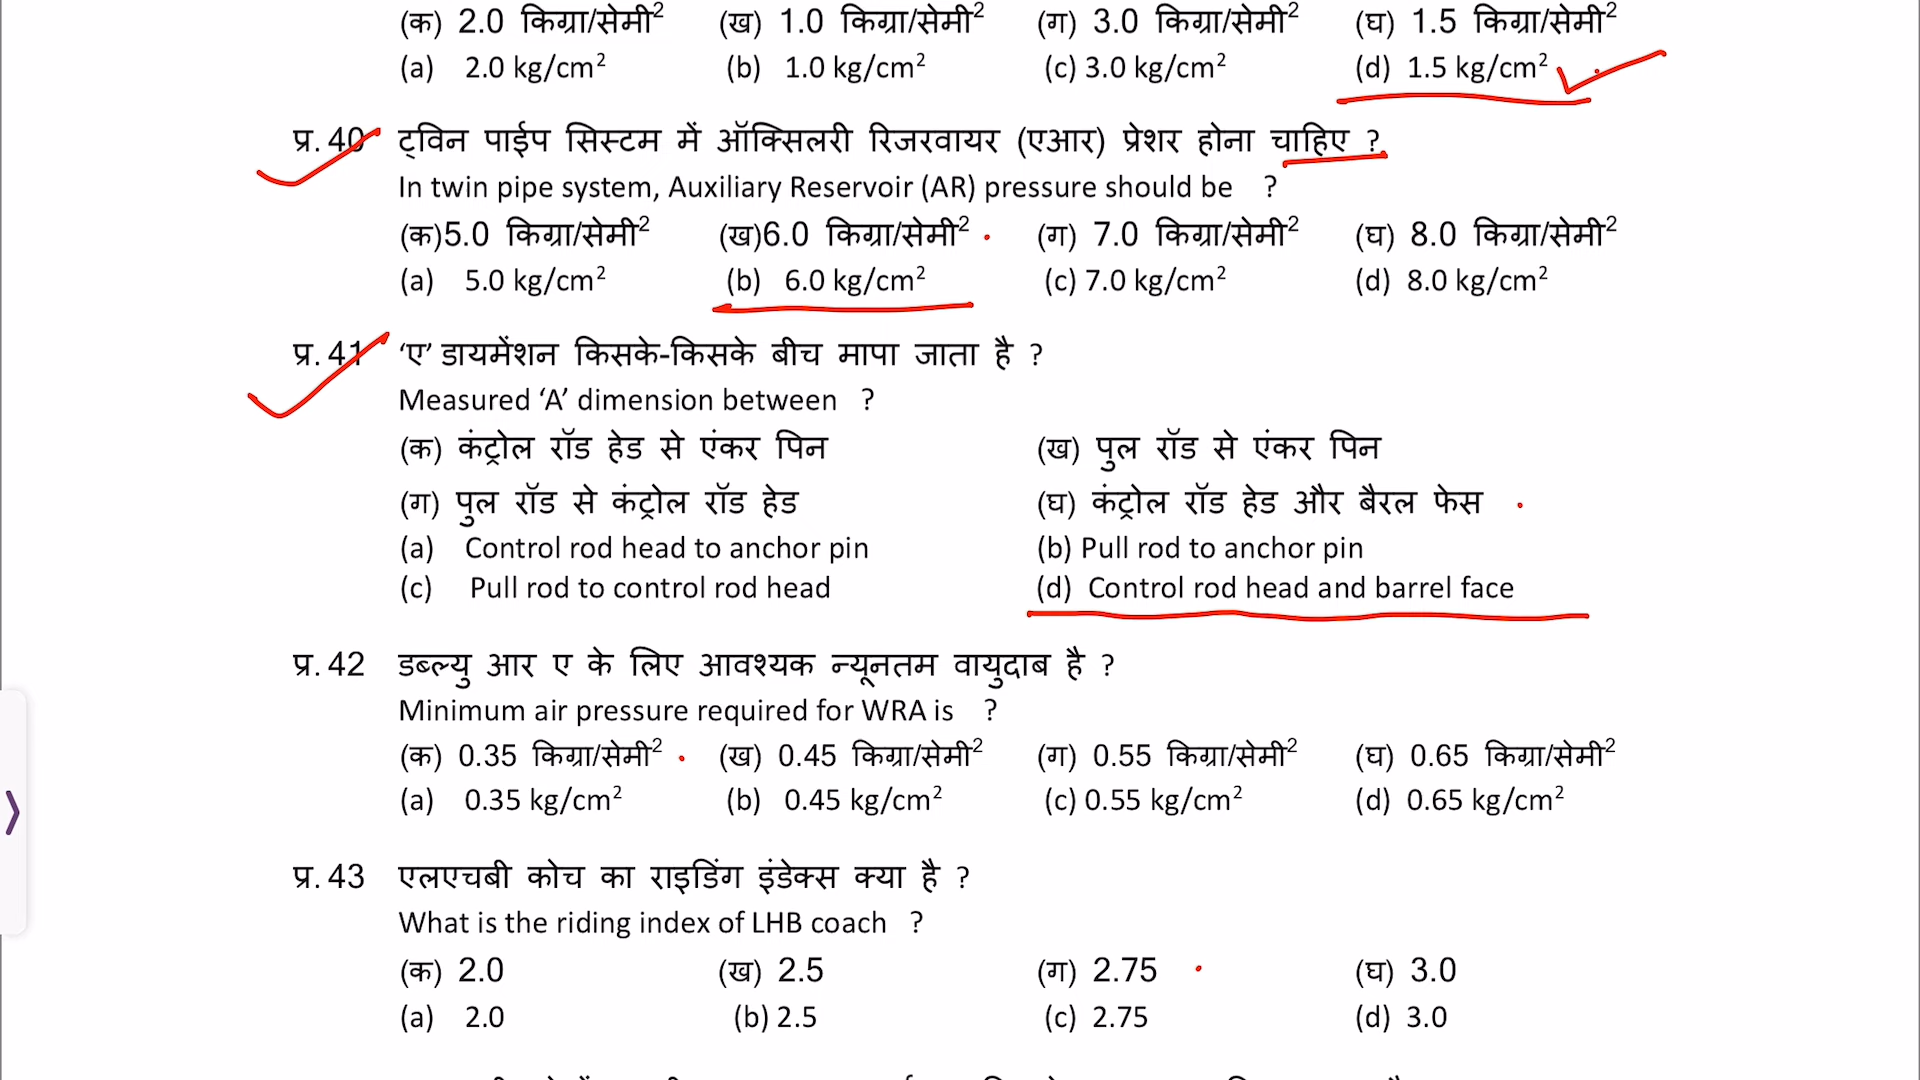 (क) 2.0 किग्रा/सेमी² (ख) 1.0 किग्रा/सेमी² (ग) 3.0 किग्रा/सेमी² (घ) 1.5 किग्रा/सेमी²
(a) 2.0 kg/cm² (b) 1.0 kg/cm² (c) 3.0 kg/cm² (d) 1.5 kg/cm²
प्र. 40 ट्विन पाईप सिस्टम में ऑक्सिलरी रिजरवायर (एआर) प्रेशर होना चाहिए ?
In twin pipe system, Auxiliary Reservoir (AR) pressure should be ?
(क)5.0 किग्रा/सेमी² (ख)6.0 किग्रा/सेमी² (ग) 7.0 किग्रा/सेमी² (घ) 8.0 किग्रा/सेमी²
(a) 5.0 kg/cm² (b) 6.0 kg/cm² (c) 7.0 kg/cm² (d) 8.0 kg/cm²
प्र. 41 ‘ए’ डायमेंशन किसके-किसके बीच मापा जाता है ?
Measured ‘A’ dimension between ?
(क) कंट्रोल रॉड हेड से एंकर पिन (ख) पुल रॉड से एंकर पिन
(ग) पुल रॉड से कंट्रोल रॉड हेड (घ) कंट्रोल रॉड हेड और बैरल फेस
(a) Control rod head to anchor pin (b) Pull rod to anchor pin
(c) Pull rod to control rod head (d) Control rod head and barrel face
प्र. 42 डब्ल्यु आर ए के लिए आवश्यक न्यूनतम वायुदाब है ?
Minimum air pressure required for WRA is ?
(क) 0.35 किग्रा/सेमी² (ख) 0.45 किग्रा/सेमी² (ग) 0.55 किग्रा/सेमी² (घ) 0.65 किग्रा/सेमी²
(a) 0.35 kg/cm² (b) 0.45 kg/cm² (c) 0.55 kg/cm² (d) 0.65 kg/cm²
प्र. 43 एलएचबी कोच का राइडिंग इंडेक्स क्या है ?
What is the riding index of LHB coach ?
(क) 2.0 (ख) 2.5 (ग) 2.75 (घ) 3.0
(a) 2.0 (b) 2.5 (c) 2.75 (d) 3.0